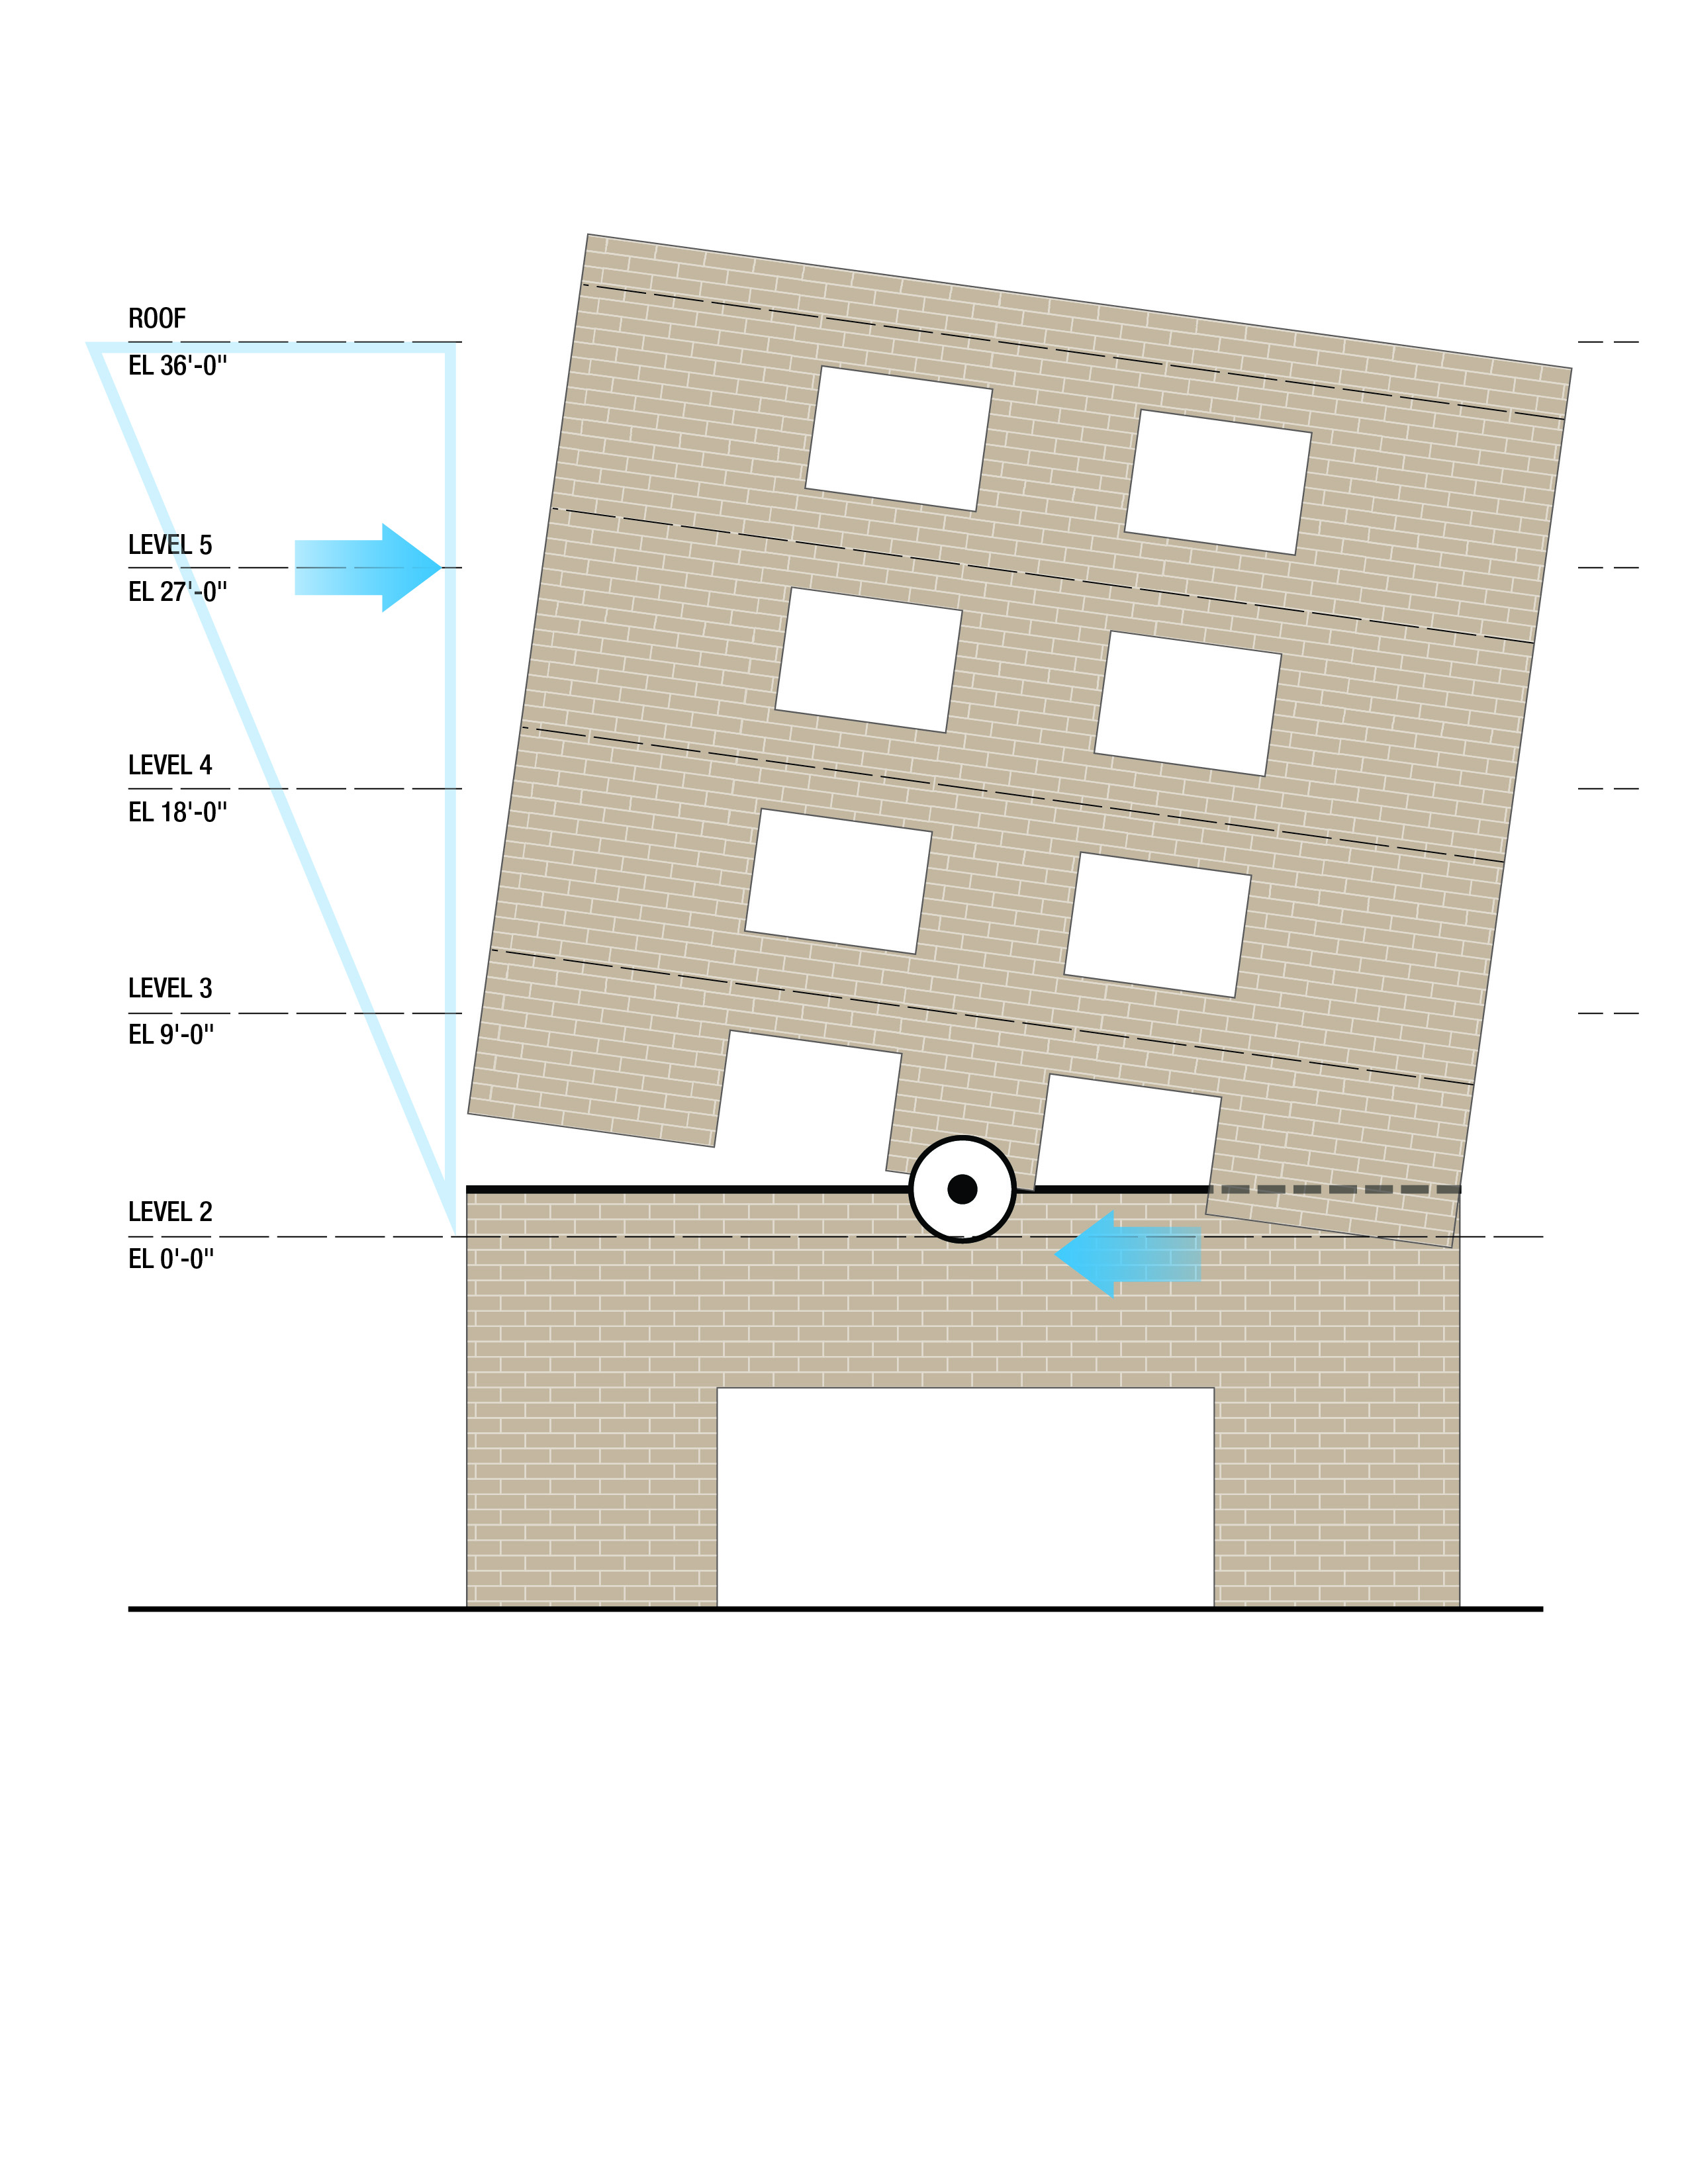 ROOF
EL 36'-0"
LEVEL 5
EL 27'-0"
LEVEL 4
EL 18'-0"
LEVEL 3
EL 9'-0"
LEVEL 2
EL 0'-0"